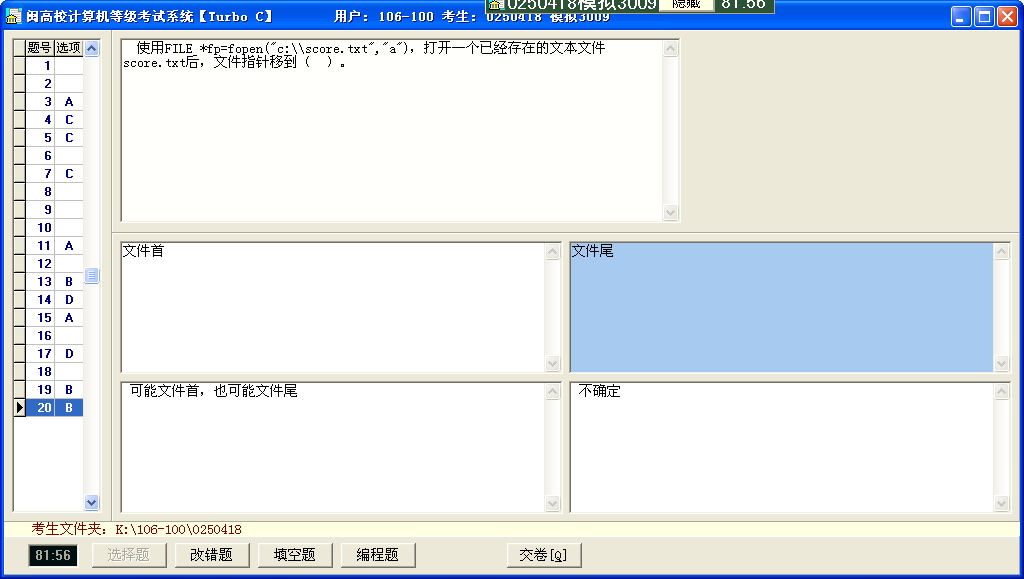 闽高校计算机等级考试系统【Turbo C】 用户：106-100 考生：0250418 模拟3009
0250418模拟3009 隐藏 81:56
题号 选项
1
2
3 A
4 C
5 C
6
7 C
8
9
10
11 A
12
13 B
14 D
15 A
16
17 D
18
19 B
20 B
使用FILE *fp=fopen("c:\\score.txt","a")，打开一个已经存在的文本文件
score.txt后，文件指针移到（ ）。
文件首
文件尾
可能文件首，也可能文件尾
不确定
考生文件夹：K:\106-100\0250418
81:56 选择题 改错题 填空题 编程题 交卷[Q]